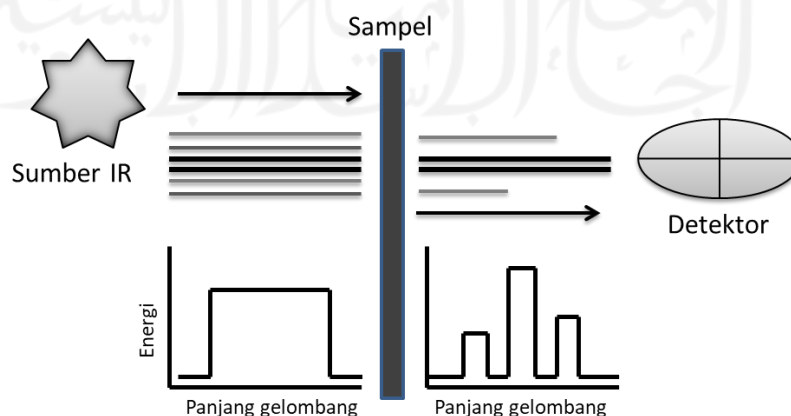 Sampel
Sumber IR
Detektor
Energi
Panjang gelombang
Panjang gelombang